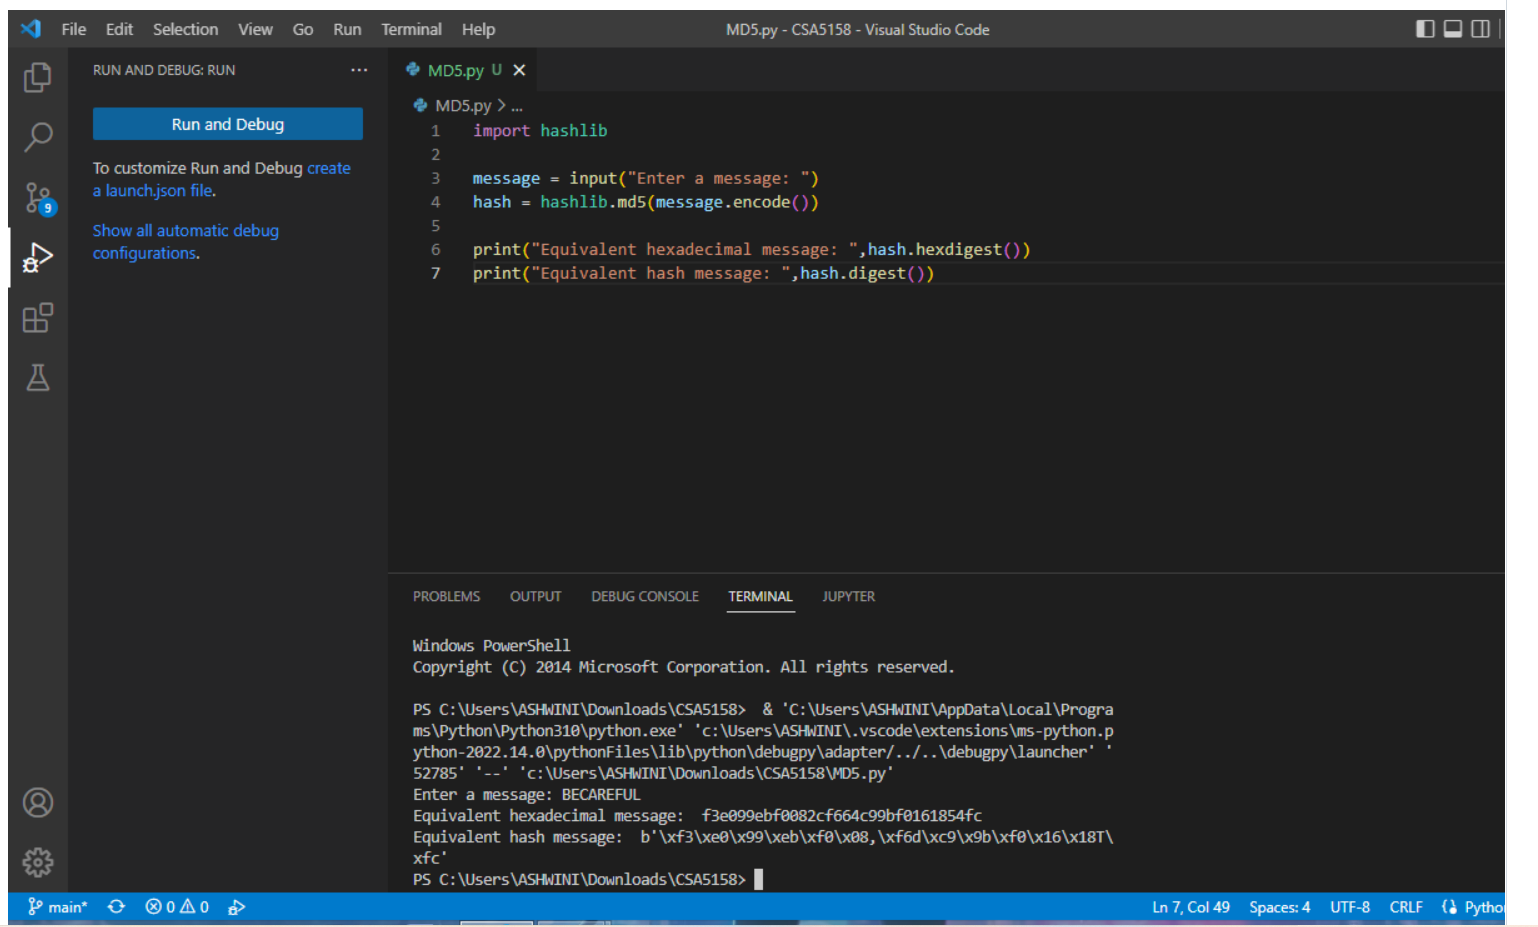 File Edit Selection View Go Run Terminal Help MD5.py - CSA5158 - Visual Studio Code
RUN AND DEBUG: RUN ...
Run and Debug
To customize Run and Debug create
a launch.json file.
Show all automatic debug
configurations.
9
MD5.py U
MD5.py > ...
1 import hashlib
2
3 message = input("Enter a message: ")
4 hash = hashlib.md5(message.encode())
5
6 print("Equivalent hexadecimal message: ",hash.hexdigest())
7 print("Equivalent hash message: ",hash.digest())
PROBLEMS OUTPUT DEBUG CONSOLE TERMINAL JUPYTER
Windows PowerShell
Copyright (C) 2014 Microsoft Corporation. All rights reserved.
PS C:\Users\ASHWINI\Downloads\CSA5158>  & 'C:\Users\ASHWINI\AppData\Local\Progra
ms\Python\Python310\python.exe' 'c:\Users\ASHWINI\.vscode\extensions\ms-python.p
ython-2022.14.0\pythonFiles\lib\python\debugpy\adapter/../..\debugpy\launcher' '
52785' '--' 'c:\Users\ASHWINI\Downloads\CSA5158\MD5.py'
Enter a message: BECAREFUL
Equivalent hexadecimal message:  f3e099ebf0082cf664c99bf0161854fc
Equivalent hash message:  b'\xf3\xe0\x99\xeb\xf0\x08,\xf6d\xc9\x9b\xf0\x16\x18T\
xfc'
PS C:\Users\ASHWINI\Downloads\CSA5158>
main* 0 0 Ln 7, Col 49 Spaces: 4 UTF-8 CRLF Pytho